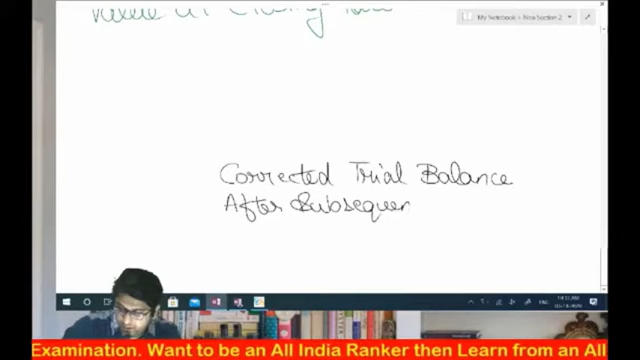 My Notebook > New Section 2
Corrected Trial Balance
After Subsequen
ENG
Examination. Want to be an All India Ranker then Learn from an All